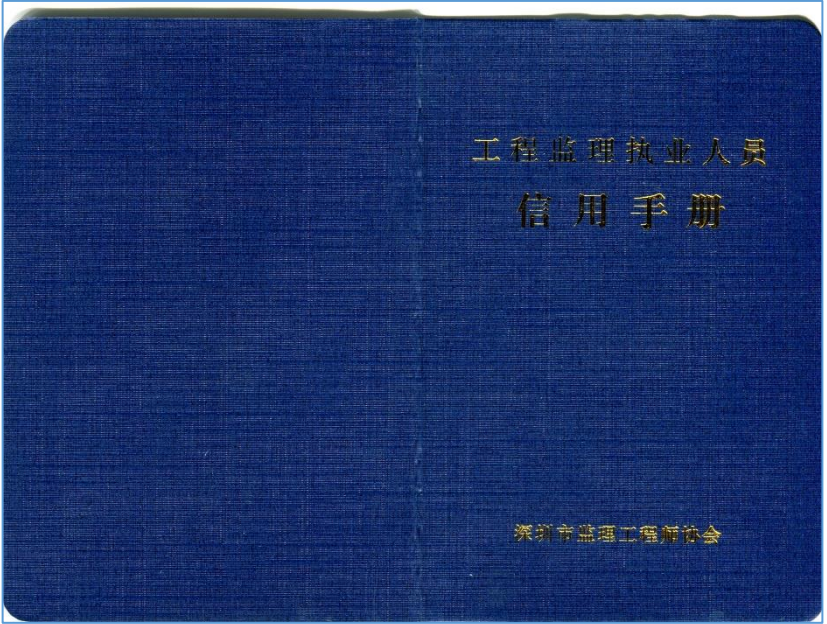 工程监理执业人员
信用手册
深圳市监理工程师协会